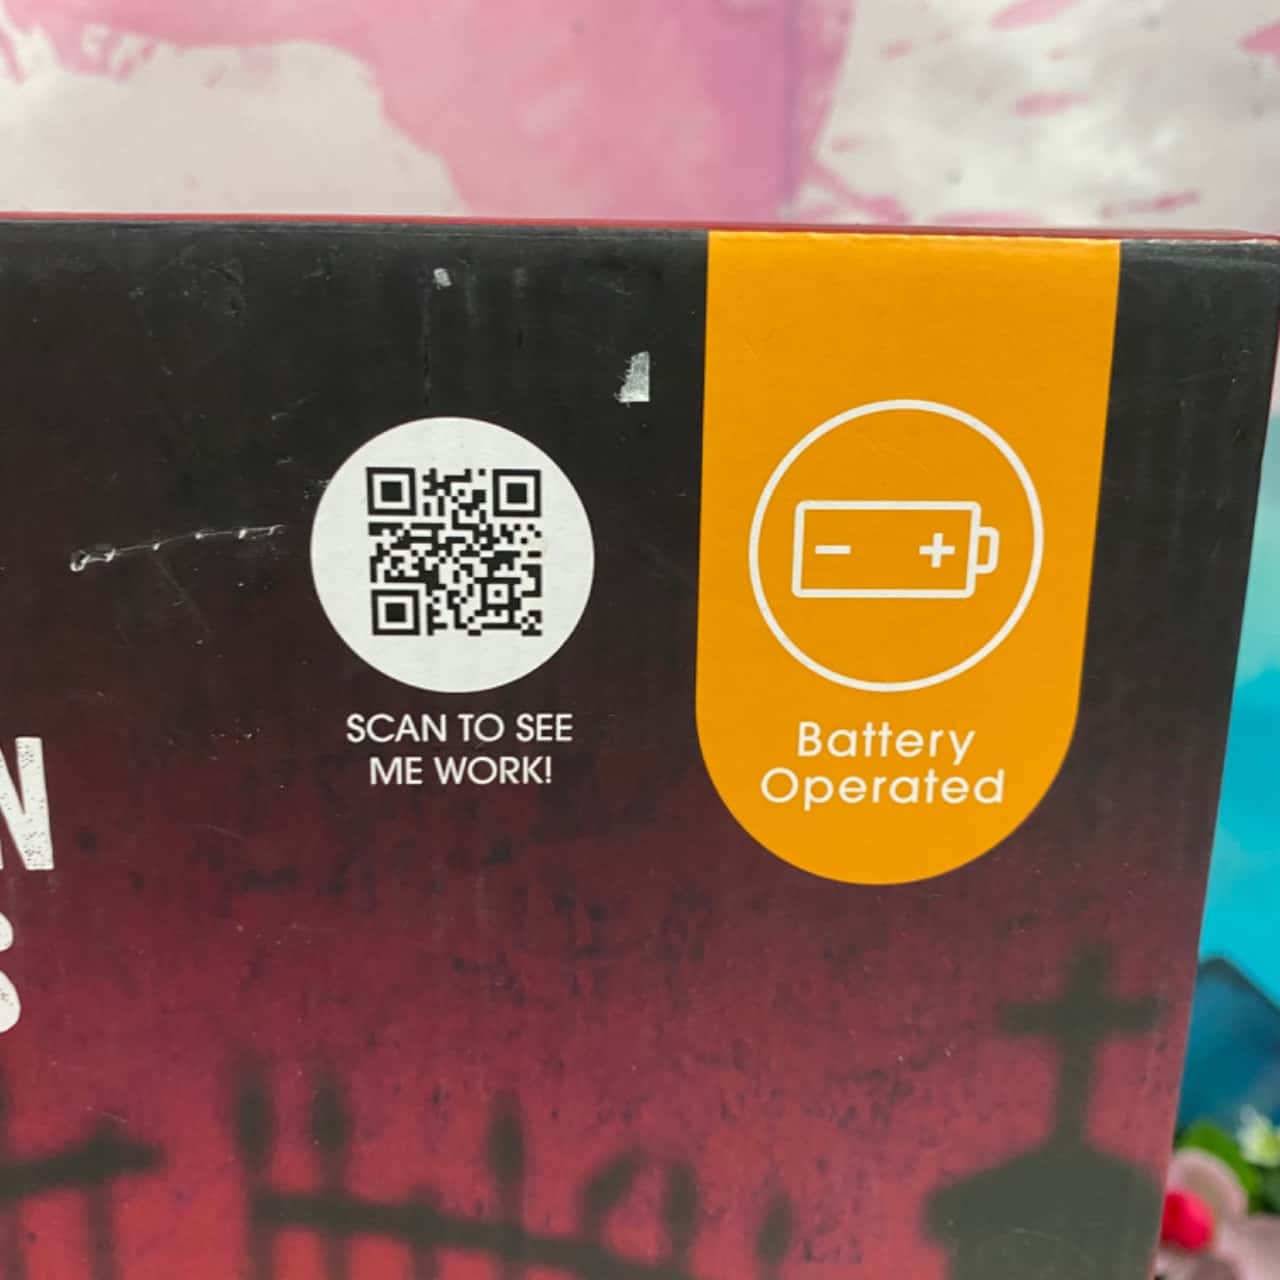 SCAN TO SEE
ME WORK!
Battery
Operated
N
S